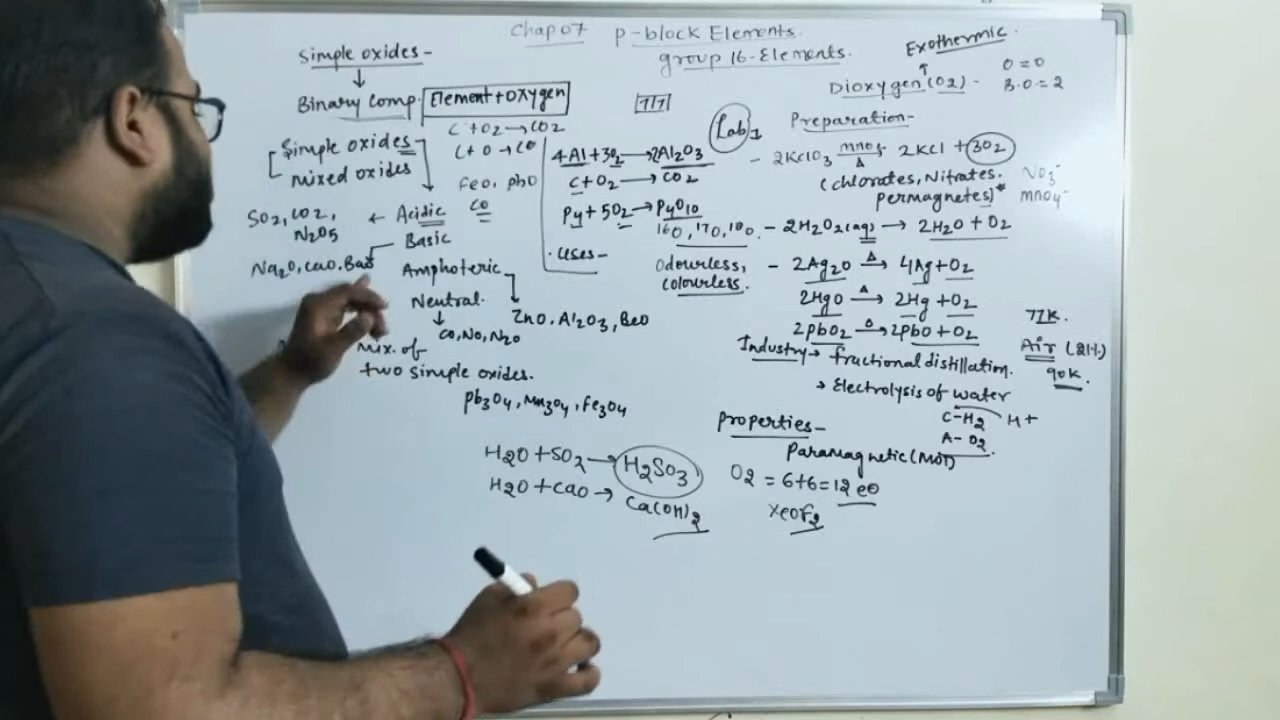 Chap 07 P-block Elements.
group 16-Elements.
Simple oxides -
↓
Binary Comp. Element + Oxygen
C + O2 → CO2
[ Simple oxides
mixed oxides
C + O → CO
FeO, PbO
CO
SO2, CO2, ← Acidic
N2O5
Basic
Na2O, CaO, BaO
Amphoteric
Neutral.
↓
ZnO, Al2O3, BeO
CO, NO, N2O
Mix. of
two simple oxides.
Pb3O4, Mn3O4, Fe3O4
H2O + SO2 → H2SO3
H2O + CaO → Ca(OH)2
717
4Al + 3O2 → 2Al2O3
C + O2 → CO2
P4 + 5O2 → P4O10
16O, 17O, 18O.
• Uses -
Odourless,
Colourless.
Exothermic.
↑
Dioxygen (O2) -
O = O
B.O = 2
Lab1 Preparation -
- 2KClO3 MnO2 Δ → 2KCl + 3O2
(Chlorates, Nitrates.
Permagnetes)*
NO3-
MnO4-
- 2H2O2 (aq) → 2H2O + O2
- 2Ag2O Δ → 4Ag + O2
2HgO Δ → 2Hg + O2
2PbO2 Δ → 2PbO + O2
Industry → fractional distillation.
→ Electrolysis of water
77K.
Air (21%)
90K.
C - H2 H+
A - O2
Properties -
Paramagnetic (MOT)
O2 = 6+6 = 12 e⊖
XeOF2